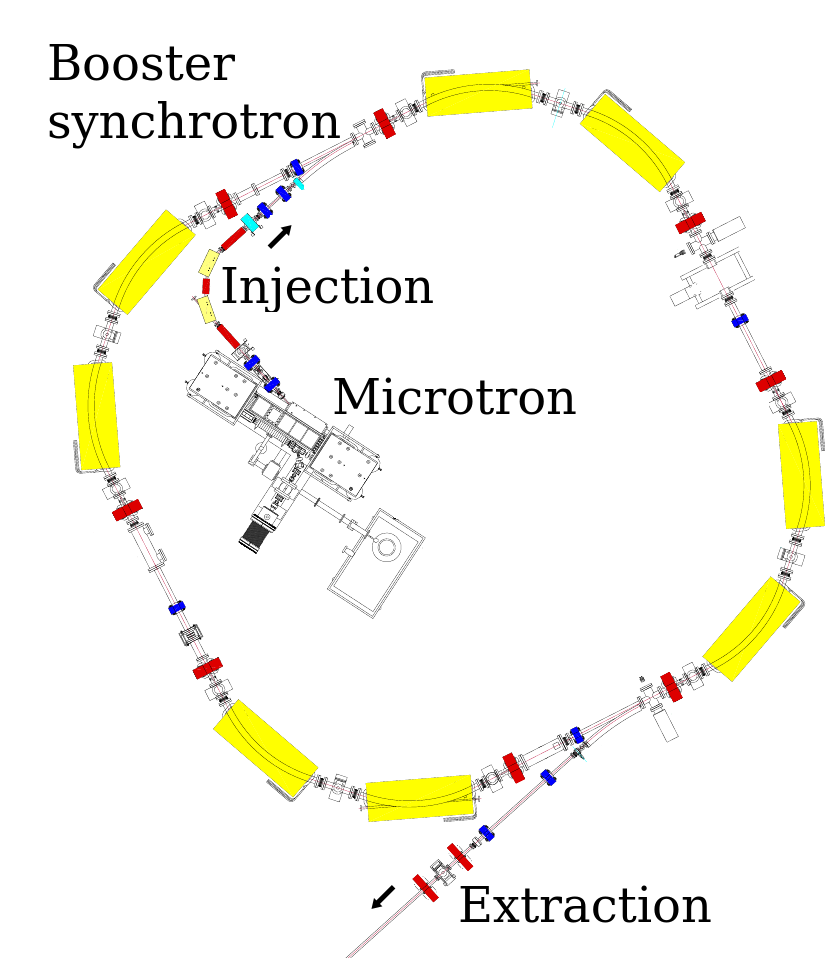 Booster
synchrotron
Injection
Microtron
Extraction